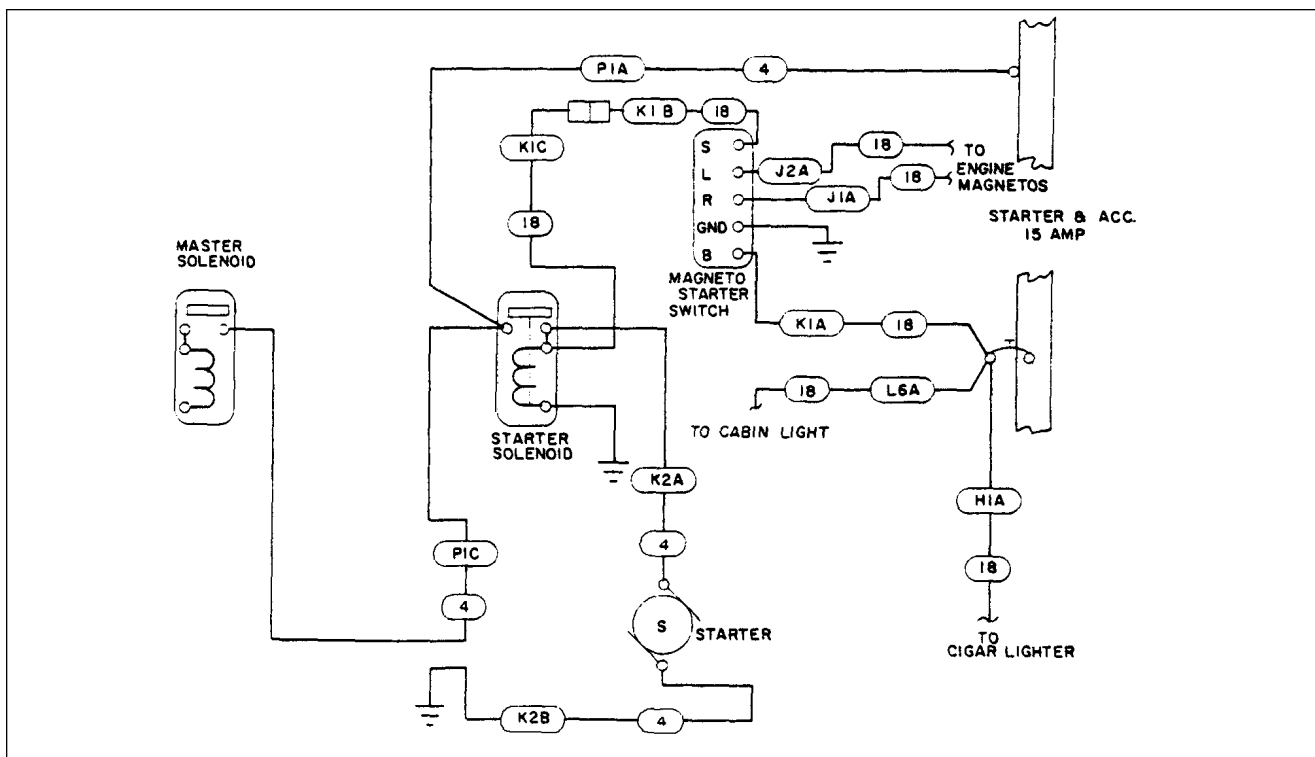 P1A
4
K1B
18
K1C
S
L
J2A
18
TO
ENGINE
MAGNETOS
R
J1A
18
GND
B
STARTER & ACC.
15 AMP
18
MASTER
SOLENOID
MAGNETO
STARTER
SWITCH
K1A
18
18
L6A
TO CABIN LIGHT
STARTER
SOLENOID
K2A
H1A
P1C
4
18
4
S
STARTER
TO
CIGAR LIGHTER
K2B
4